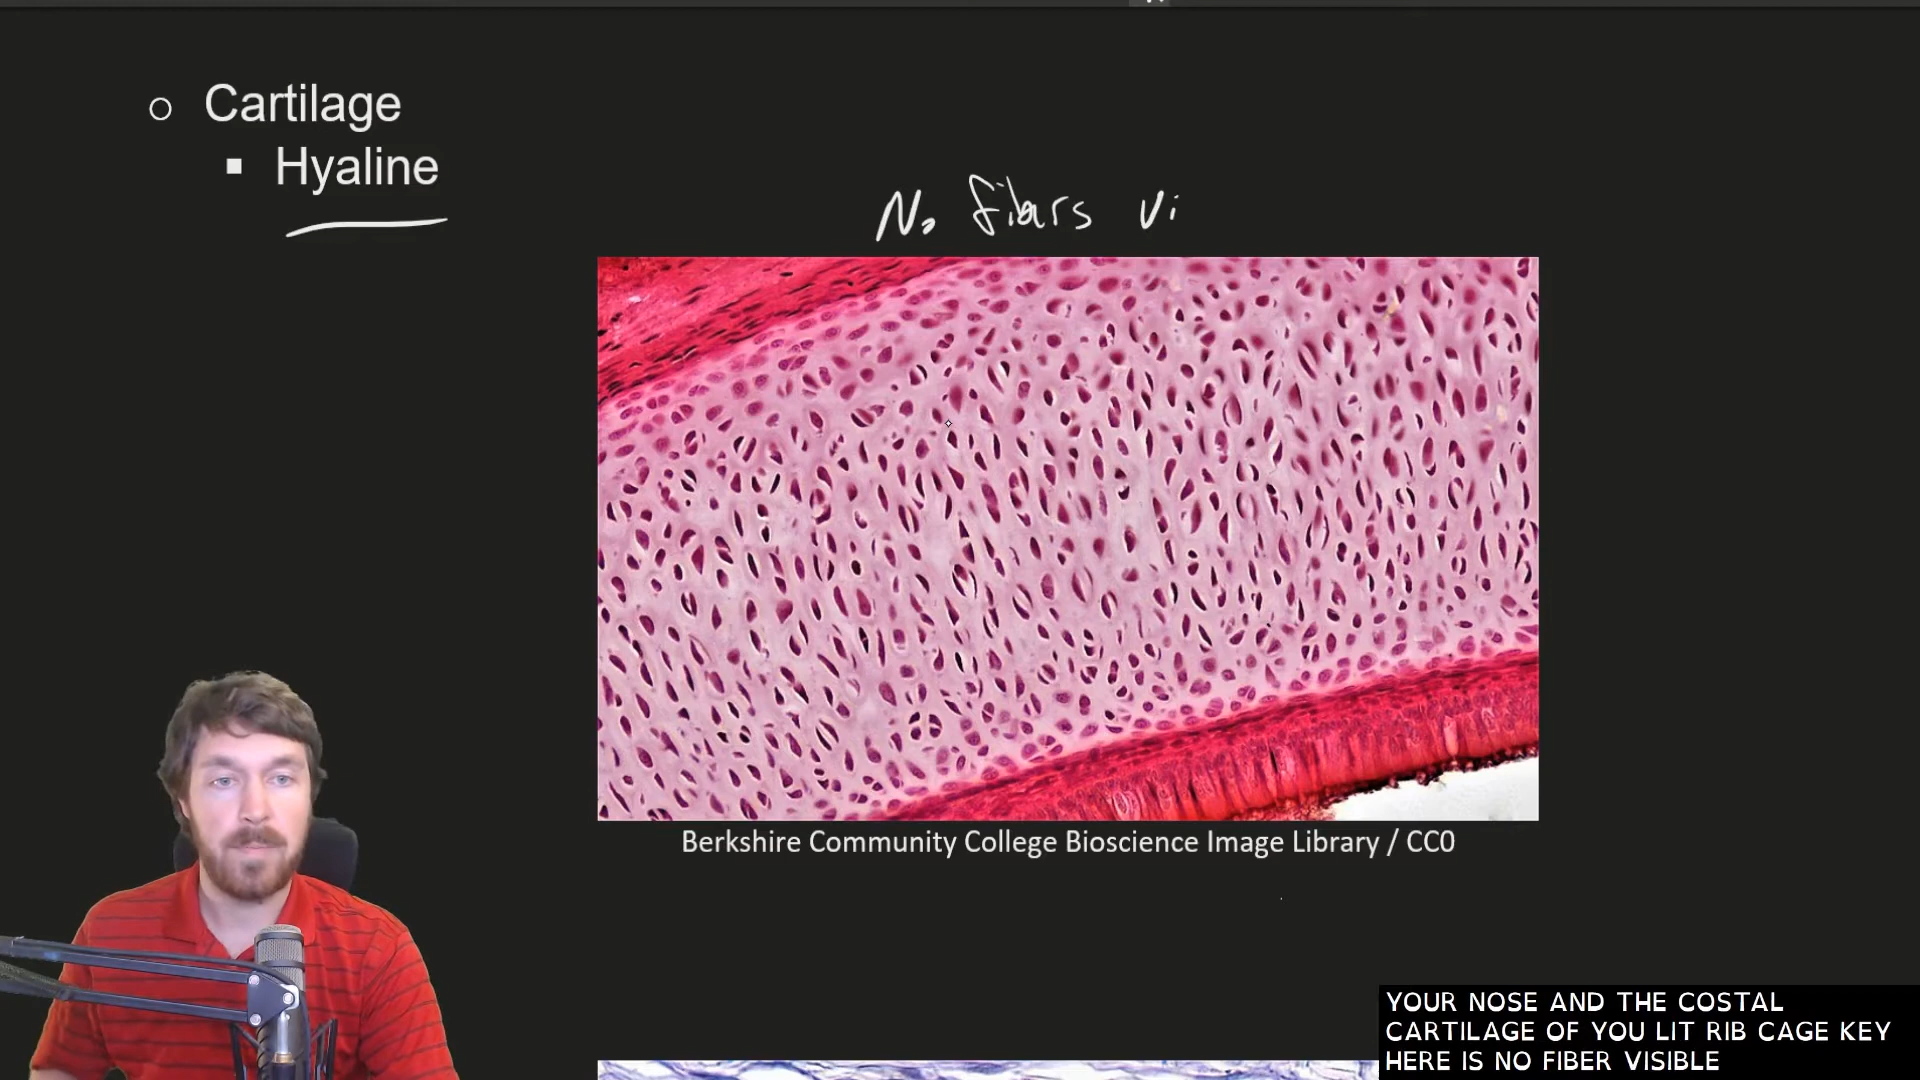 Cartilage
Hyaline
No fibers vi
Berkshire Community College Bioscience Image Library / CC0
YOUR NOSE AND THE COSTAL
CARTILAGE OF YOU LIT RIB CAGE KEY
HERE IS NO FIBER VISIBLE